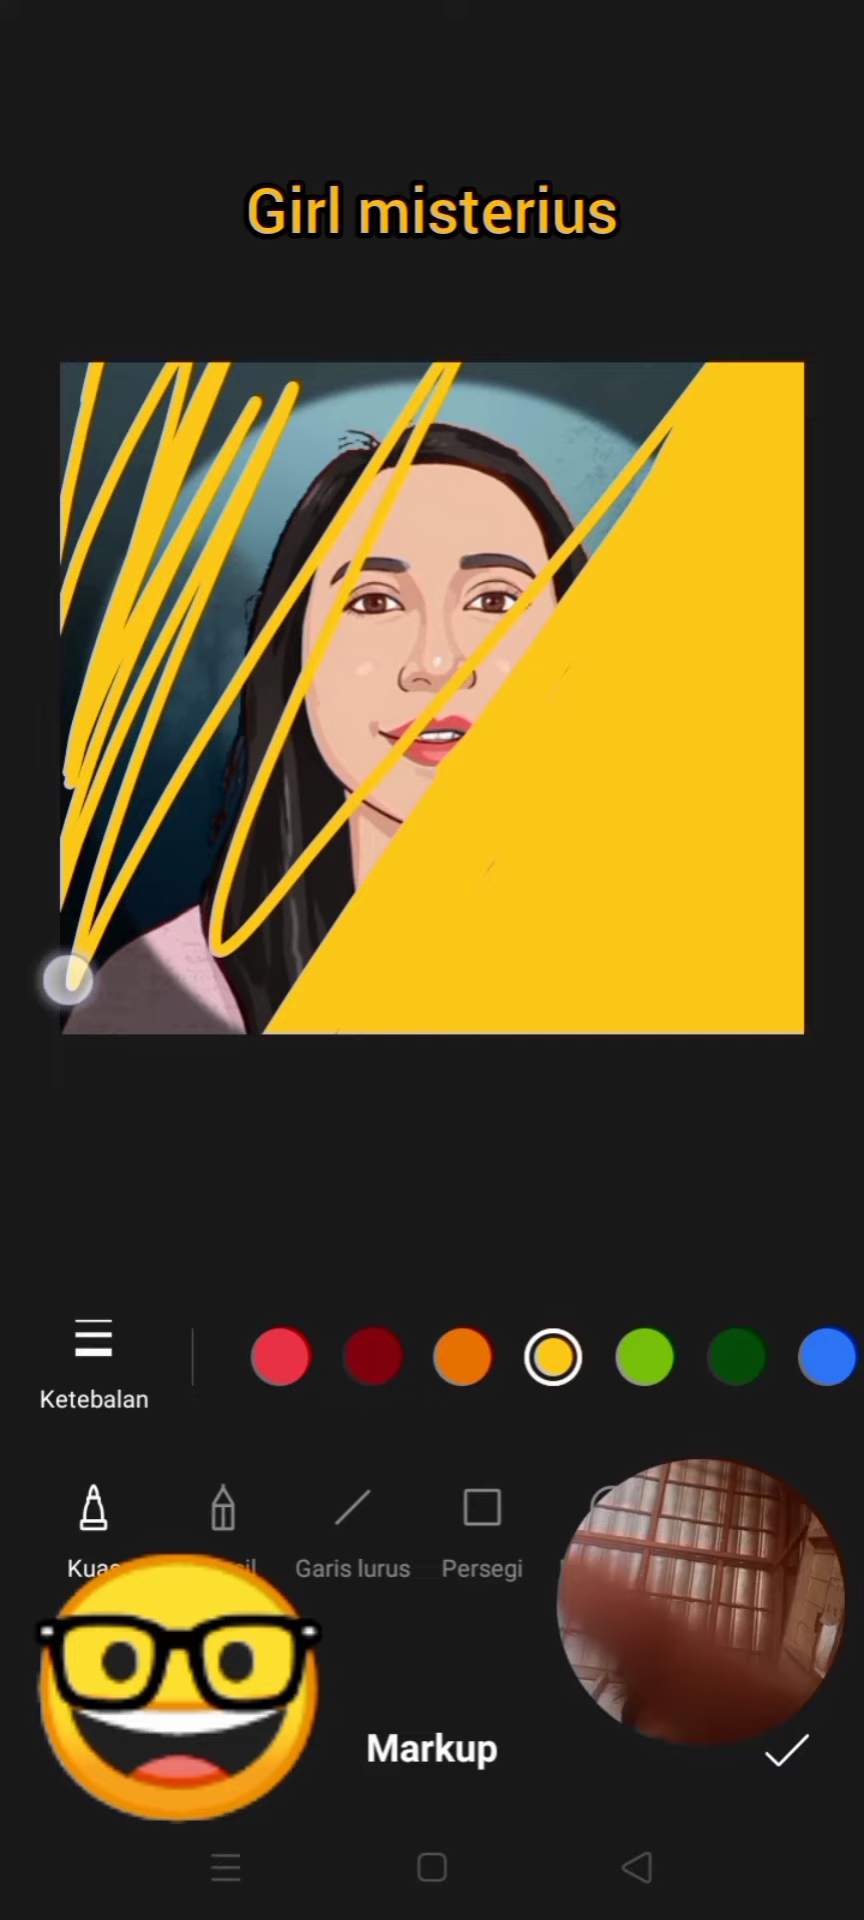 Girl misterius
Ketebalan
Garis lurus
Persegi
Markup